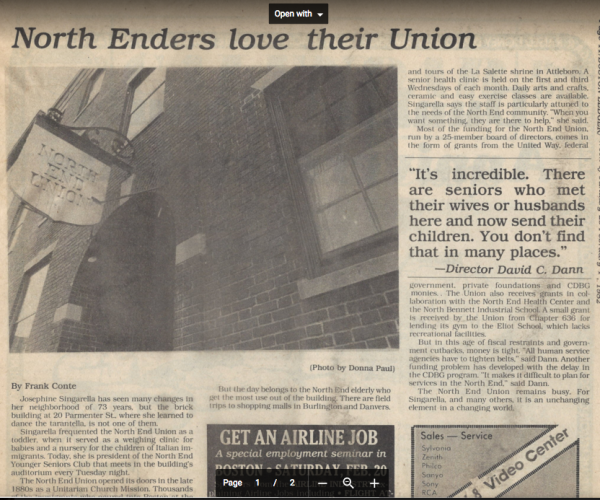 Open with
North Enders love their Union
NORTH
END
UNION
(Photo by Donna Paul)
By Frank Conte
Josephine Singarella has seen many changes in
her neighborhood of 73 years, but the brick
building at 20 Parmenter St., where she learned to
dance the tarantella, is not one of them.
Singarella frequented the North End Union as a
toddler, when it served as a weighing clinic for
babies and a nursery for the children of Italian im-
migrants. Today, she is president of the North End
Younger Seniors Club that meets in the building's
auditorium every Tuesday night.
The North End Union opened its doors in the late
1880s as a Unitarian Church Mission. Thousands
But the day belongs to the North End elderly who
get the most use out of the building. There are field
trips to shopping malls in Burlington and Danvers,
GET AN AIRLINE JOB
A special employment seminar in
BOSTON - SATURDAY, FEB. 20
and tours of the La Salette shrine in Attleboro. A
senior health clinic is held on the first and third
Wednesdays of each month. Daily arts and crafts,
ceramic and easy exercise classes are available.
Singarella says the staff is particularly attuned to
the needs of the North End community. "When you
want something, they are there to help," she said.
Most of the funding for the North End Union,
run by a 25-member board of directors, comes in
the form of grants from the United Way, federal
"It's incredible. There
are seniors who met
their wives or husbands
here and now send their
children. You don't find
that in many places."
—Director David C. Dann
government, private foundations and CDBG
monies. The Union also receives grants in col-
laboration with the North End Health Center and
the North Bennett Industrial School. A small grant
is received by the Union from Chapter 636 for
lending its gym to the Eliot School, which lacks
recreational facilities.
But in this age of fiscal restraints and govern-
ment cutbacks, money is tight. "All human service
agencies have to tighten belts," said Dann. Another
funding problem has developed with the delay in
the CDBG program. "It makes it difficult to plan for
services in the North End," said Dann.
The North End Union remains busy. For
Singarella, and many others, it is an unchanging
element in a changing world.
Sales — Service
Sylvania
Zenith
Philco
Sanyo
Sony
RCA
Video Center
Page 1 / 2